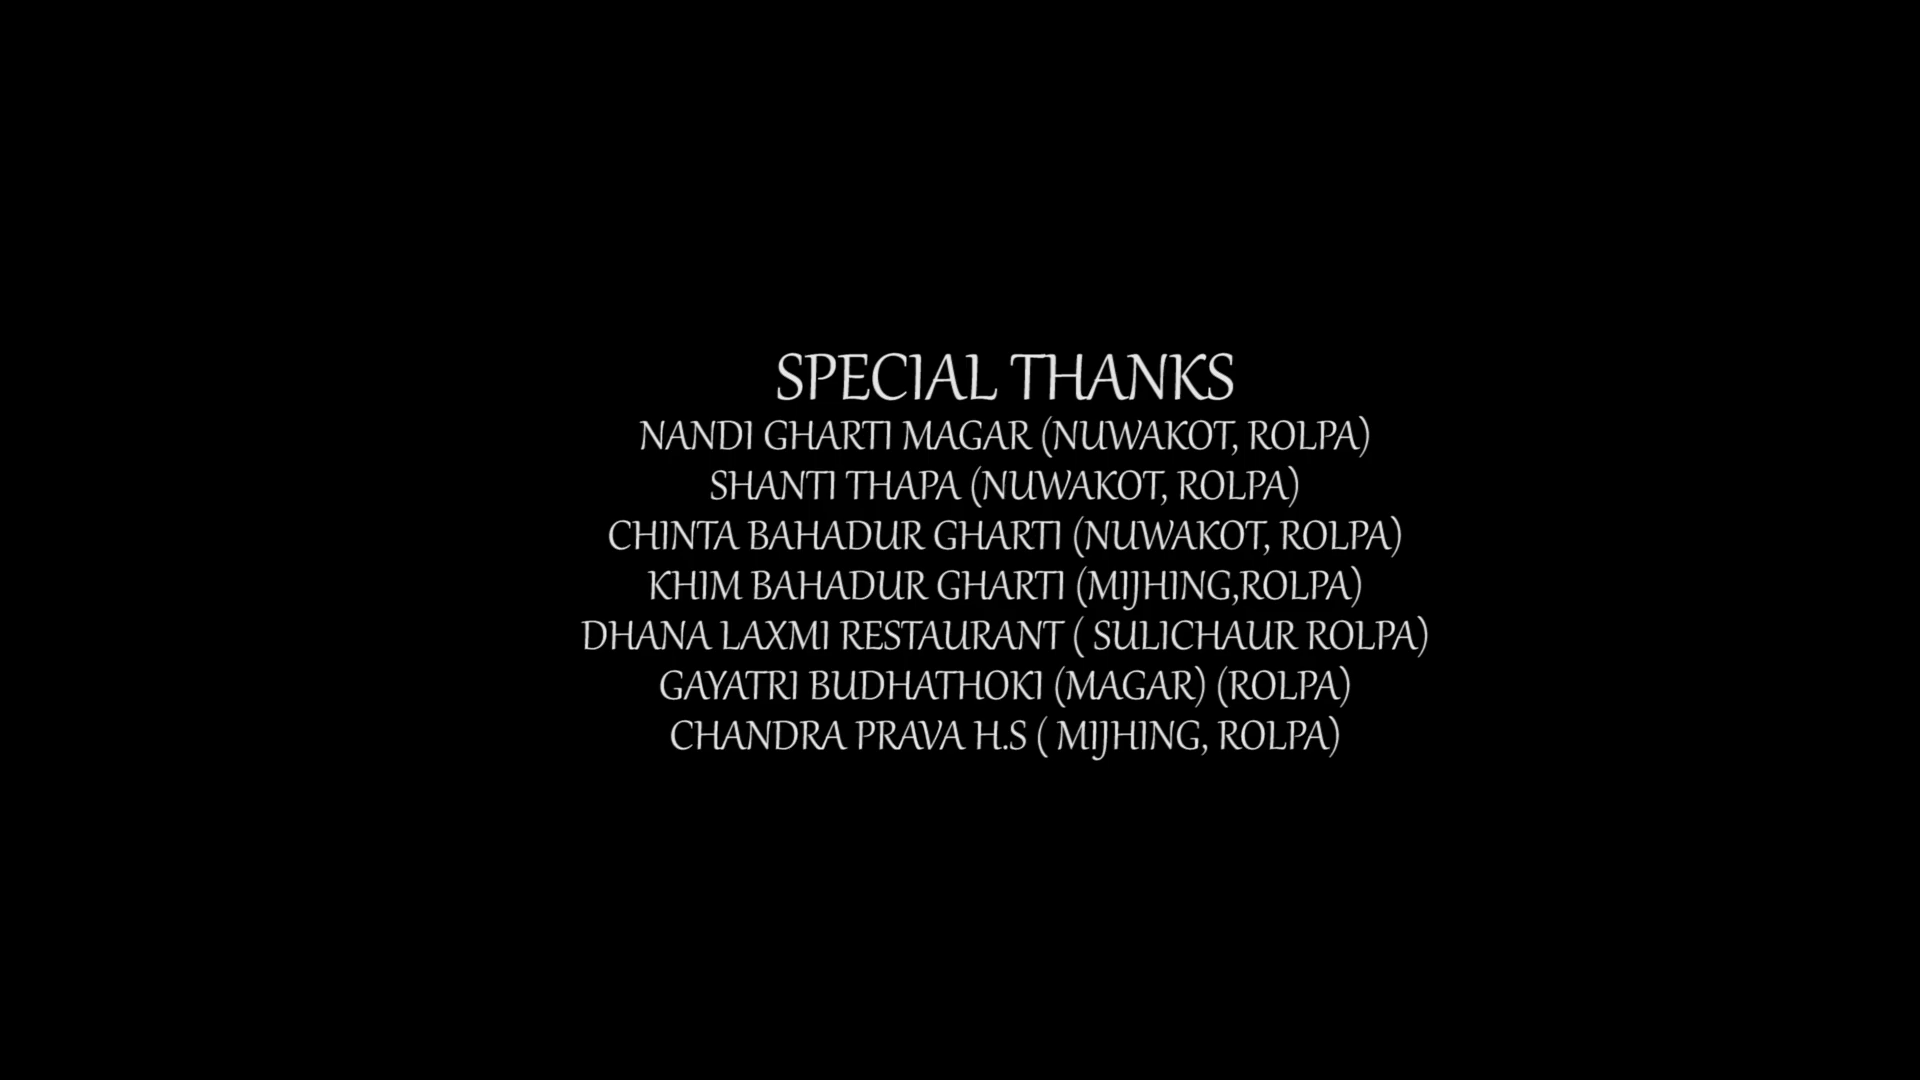 SPECIAL THANKS
NANDI GHARTI MAGAR (NUWAKOT, ROLPA)
SHANTI THAPA (NUWAKOT, ROLPA)
CHINTA BAHADUR GHARTI (NUWAKOT, ROLPA)
KHIM BAHADUR GHARTI (MIJHING,ROLPA)
DHANA LAXMI RESTAURANT ( SULICHAUR ROLPA)
GAYATRI BUDHATHOKI (MAGAR) (ROLPA)
CHANDRA PRAVA H.S ( MIJHING, ROLPA)